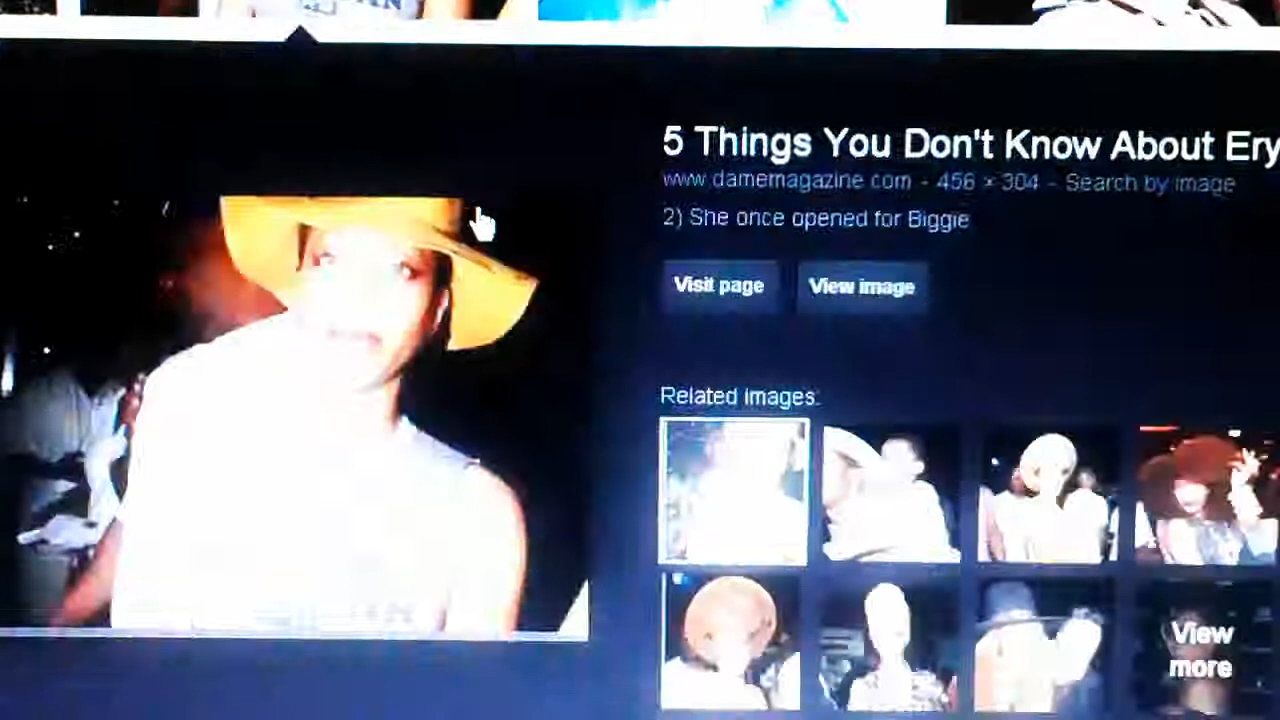 5 Things You Don't Know About Ery
www.damemagazine.com - 456 × 304 - Search by image
2) She once opened for Biggie
Visit page
View image
Related images:
View
more